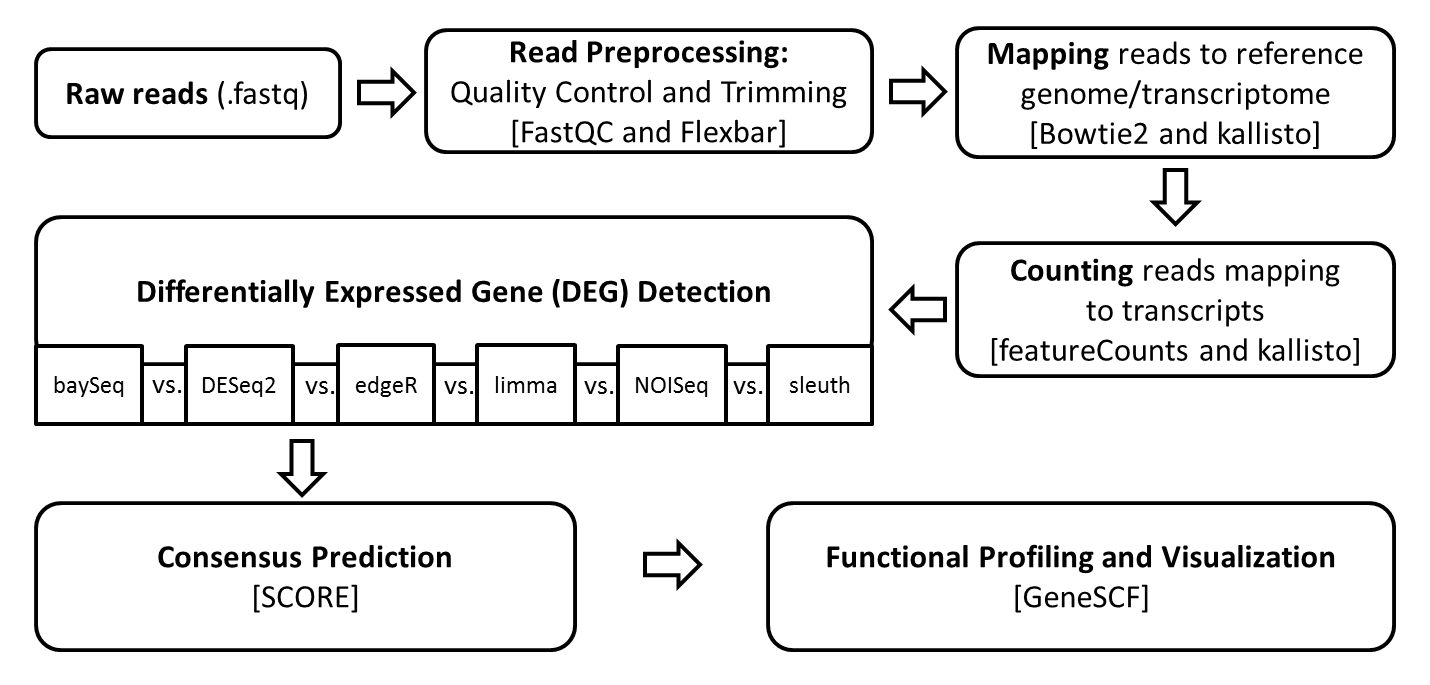 Raw reads (.fastq)
Read Preprocessing:
Quality Control and Trimming
[FastQC and Flexbar]
Mapping reads to reference
genome/transcriptome
[Bowtie2 and kallisto]
Counting reads mapping
to transcripts
[featureCounts and kallisto]
Differentially Expressed Gene (DEG) Detection
baySeq vs. DESeq2 vs. edgeR vs. limma vs. NOISeq vs. sleuth
Consensus Prediction
[SCORE]
Functional Profiling and Visualization
[GeneSCF]